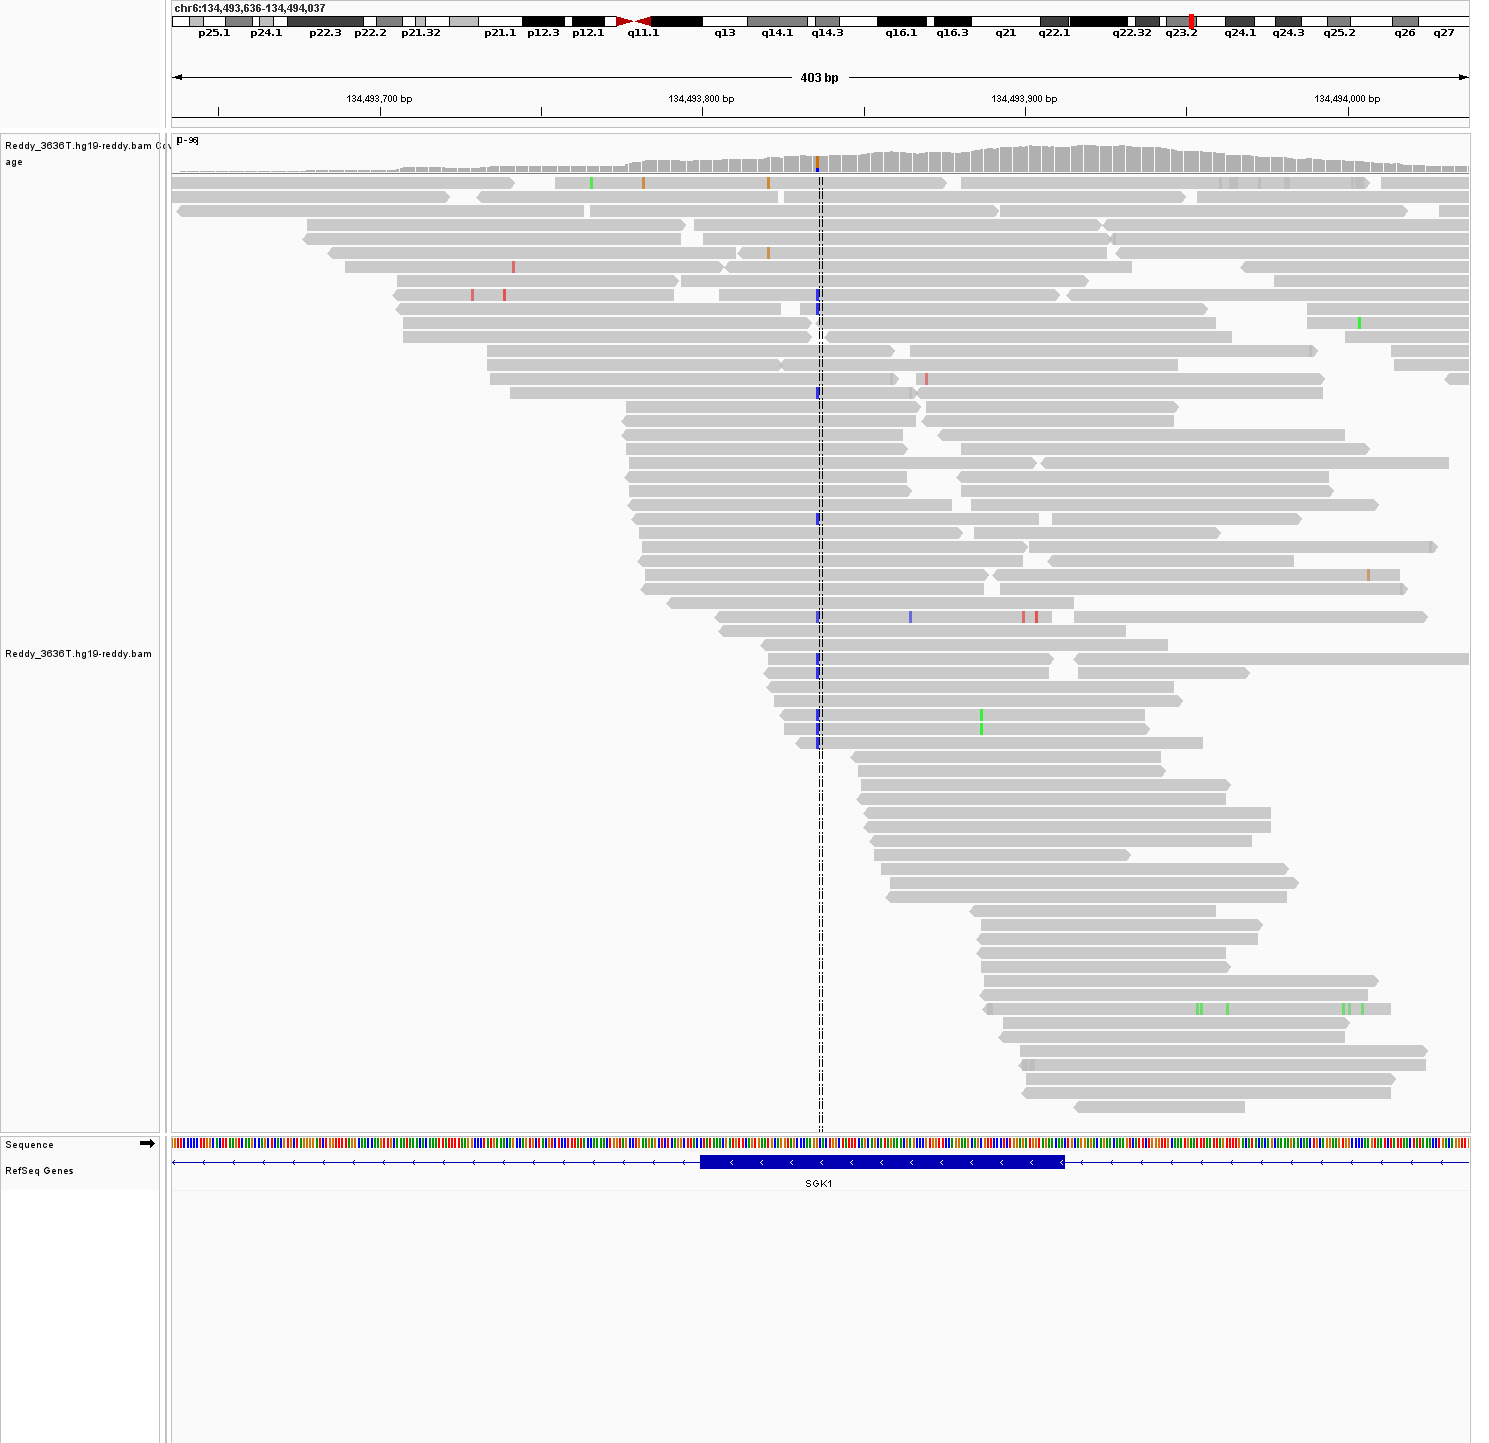 chr6:134,493,636-134,494,037
p25.1 p24.1 p22.3 p22.2 p21.32 p21.1 p12.3 p12.1 q11.1 q13 q14.1 q14.3 q16.1 q16.3 q21 q22.1 q22.32 q23.2 q24.1 q24.3 q25.2 q26 q27
403 bp
134,493,700 bp 134,493,800 bp 134,493,900 bp 134,494,000 bp
[0-96]
Reddy_3636T.hg19-reddy.bam Cov
age
Reddy_3636T.hg19-reddy.bam
Sequence
RefSeq Genes
SGK1